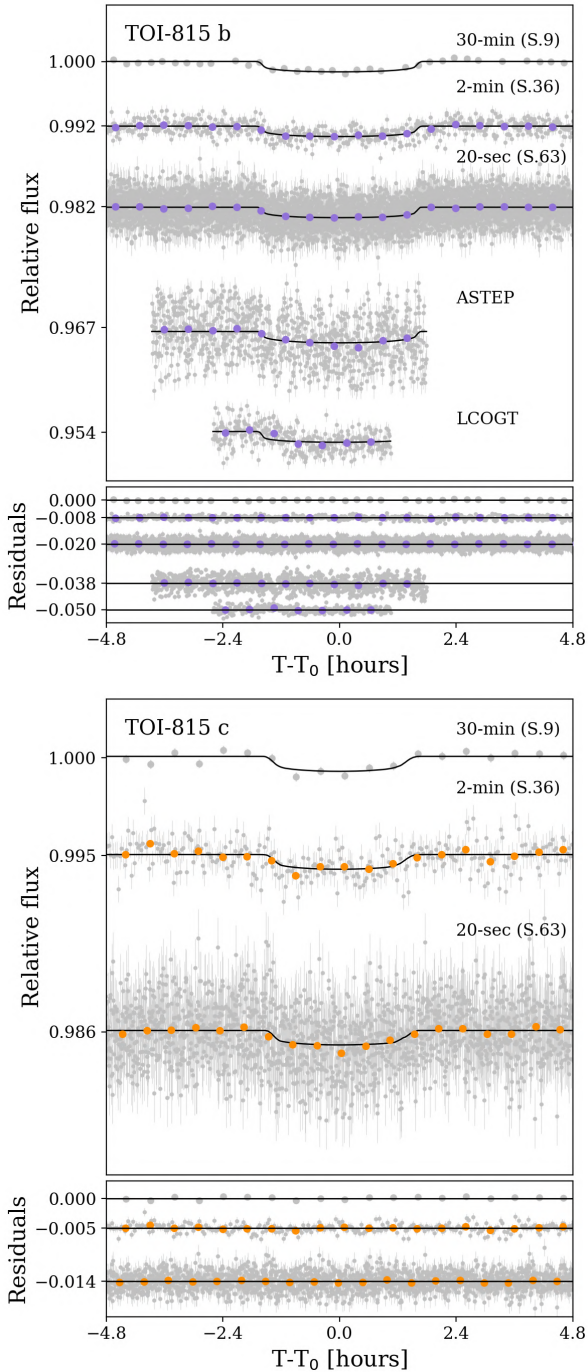 TOI-815 b
30-min (S.9)
1.000
2-min (S.36)
0.992
20-sec (S.63)
0.982
Relative flux
ASTEP
0.967
LCOGT
0.954
0.000
−0.008
−0.020
Residuals
−0.038
−0.050
−4.8 −2.4 0.0 2.4 4.8
T-T0 [hours]
TOI-815 c
30-min (S.9)
1.000
2-min (S.36)
0.995
20-sec (S.63)
Relative flux
0.986
0.000
−0.005
Residuals
−0.014
−4.8 −2.4 0.0 2.4 4.8
T-T0 [hours]